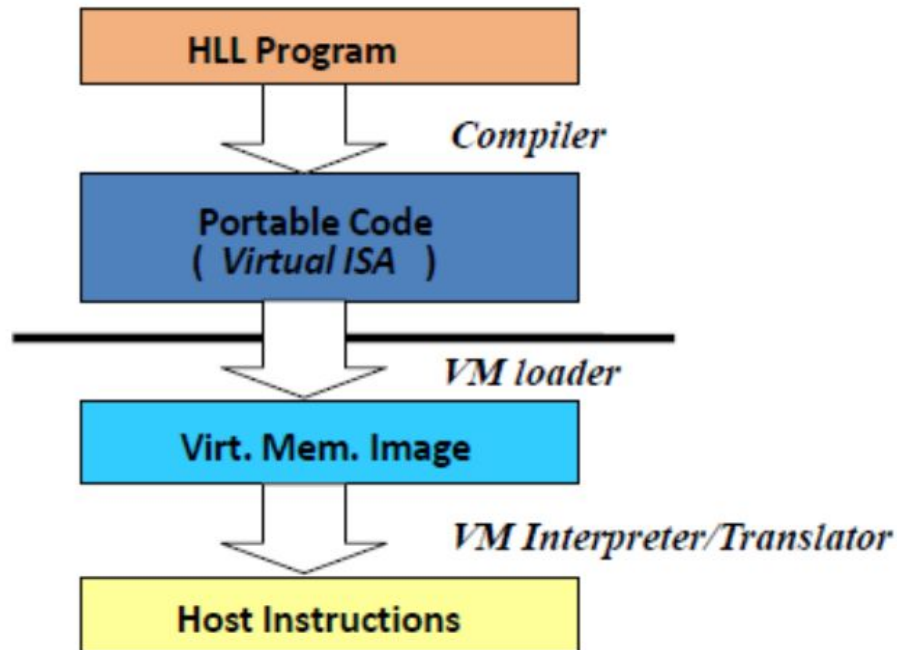 HLL Program
Compiler
Portable Code
( Virtual ISA )
VM loader
Virt. Mem. Image
VM Interpreter/Translator
Host Instructions